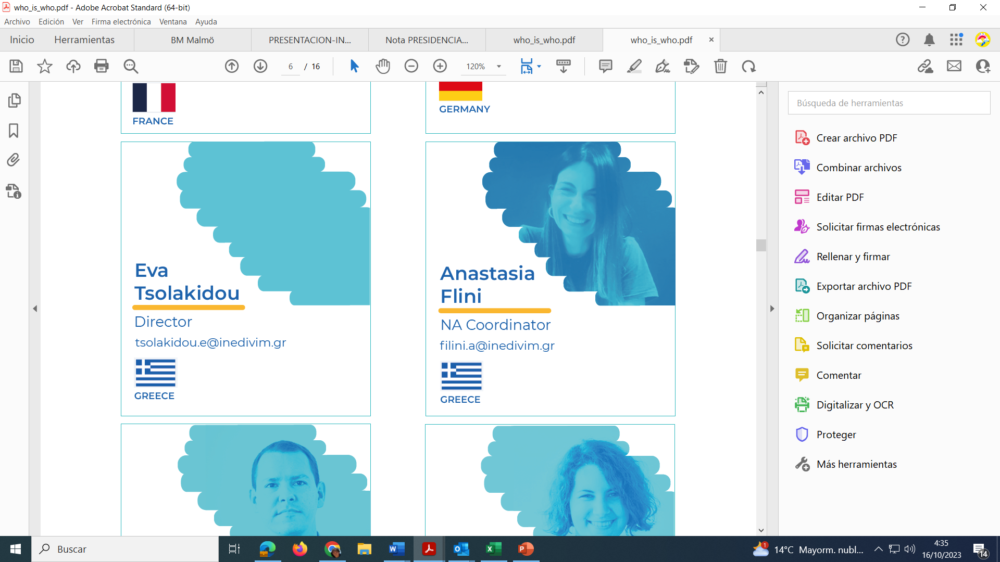 who_is_who.pdf - Adobe Acrobat Standard (64-bit)
Archivo Edición Ver Firma electrónica Ventana Ayuda
Inicio Herramientas BM Malmö PRESENTACION-IN... Nota PRESIDENCIA... who_is_who.pdf who_is_who.pdf ×
6 / 16 120%
FRANCE
GERMANY
Eva
Tsolakidou
Director
tsolakidou.e@inedivim.gr
GREECE
Anastasia
Flini
NA Coordinator
filini.a@inedivim.gr
GREECE
Búsqueda de herramientas
Crear archivo PDF
Combinar archivos
Editar PDF
Solicitar firmas electrónicas
Rellenar y firmar
Exportar archivo PDF
Organizar páginas
Solicitar comentarios
Comentar
Digitalizar y OCR
Proteger
Más herramientas
Buscar
1
14°C Mayorm. nubl...
4:35
16/10/2023
14